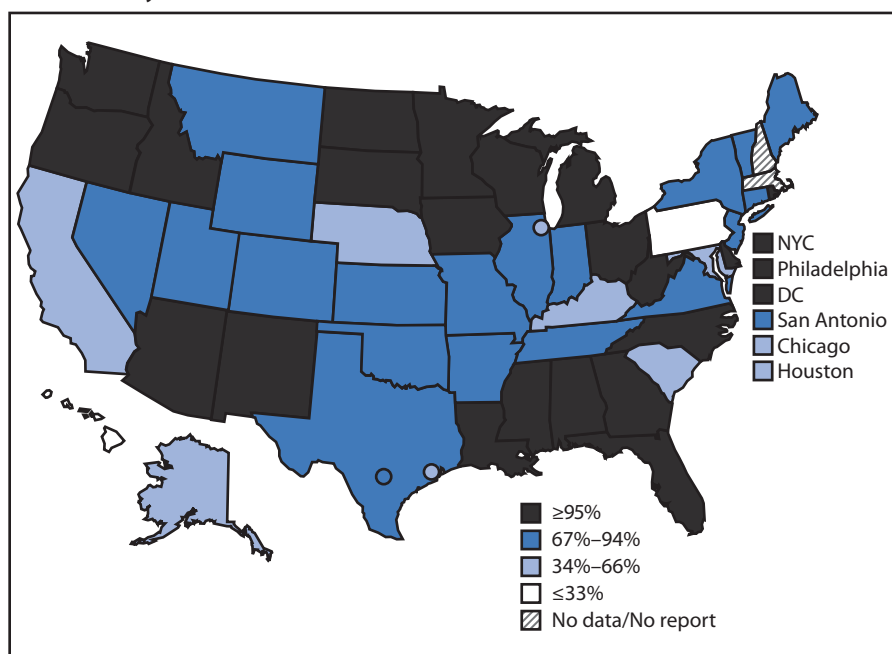 NYC
Philadelphia
DC
San Antonio
Chicago
Houston
≥95%
67%–94%
34%–66%
≤33%
No data/No report